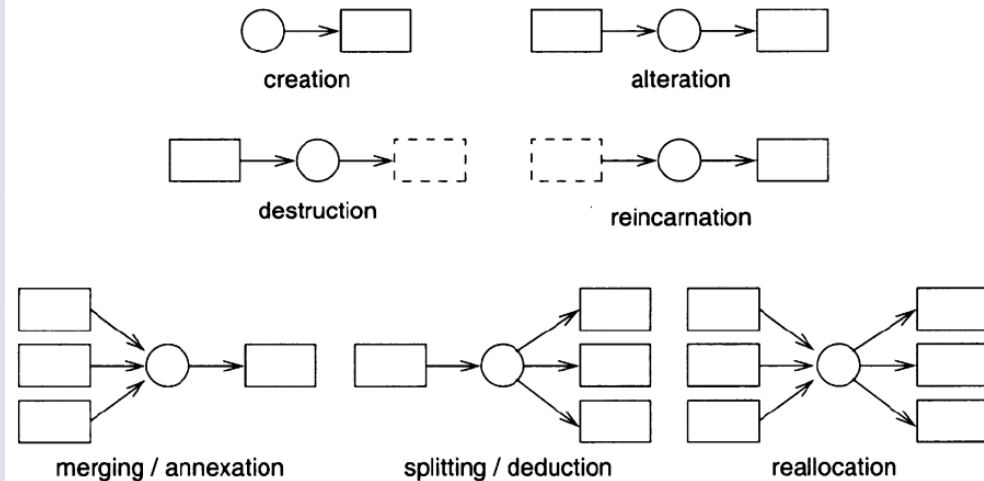 creation
alteration
destruction
reincarnation
merging / annexation
splitting / deduction
reallocation